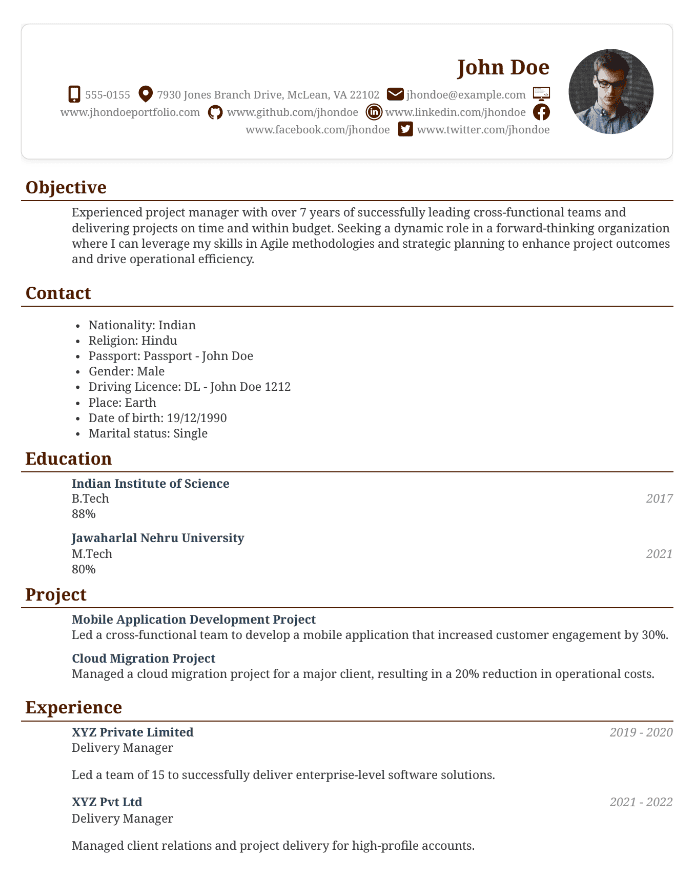 John Doe
555-0155 7930 Jones Branch Drive, McLean, VA 22102 jhondoe@example.com
www.jhondoeportfolio.com www.github.com/jhondoe www.linkedin.com/jhondoe
www.facebook.com/jhondoe www.twitter.com/jhondoe
Objective
Experienced project manager with over 7 years of successfully leading cross-functional teams and
delivering projects on time and within budget. Seeking a dynamic role in a forward-thinking organization
where I can leverage my skills in Agile methodologies and strategic planning to enhance project outcomes
and drive operational efficiency.
Contact
• Nationality: Indian
• Religion: Hindu
• Passport: Passport - John Doe
• Gender: Male
• Driving Licence: DL - John Doe 1212
• Place: Earth
• Date of birth: 19/12/1990
• Marital status: Single
Education
Indian Institute of Science
B.Tech 2017
88%
Jawaharlal Nehru University
M.Tech 2021
80%
Project
Mobile Application Development Project
Led a cross-functional team to develop a mobile application that increased customer engagement by 30%.
Cloud Migration Project
Managed a cloud migration project for a major client, resulting in a 20% reduction in operational costs.
Experience
XYZ Private Limited 2019 - 2020
Delivery Manager
Led a team of 15 to successfully deliver enterprise-level software solutions.
XYZ Pvt Ltd 2021 - 2022
Delivery Manager
Managed client relations and project delivery for high-profile accounts.